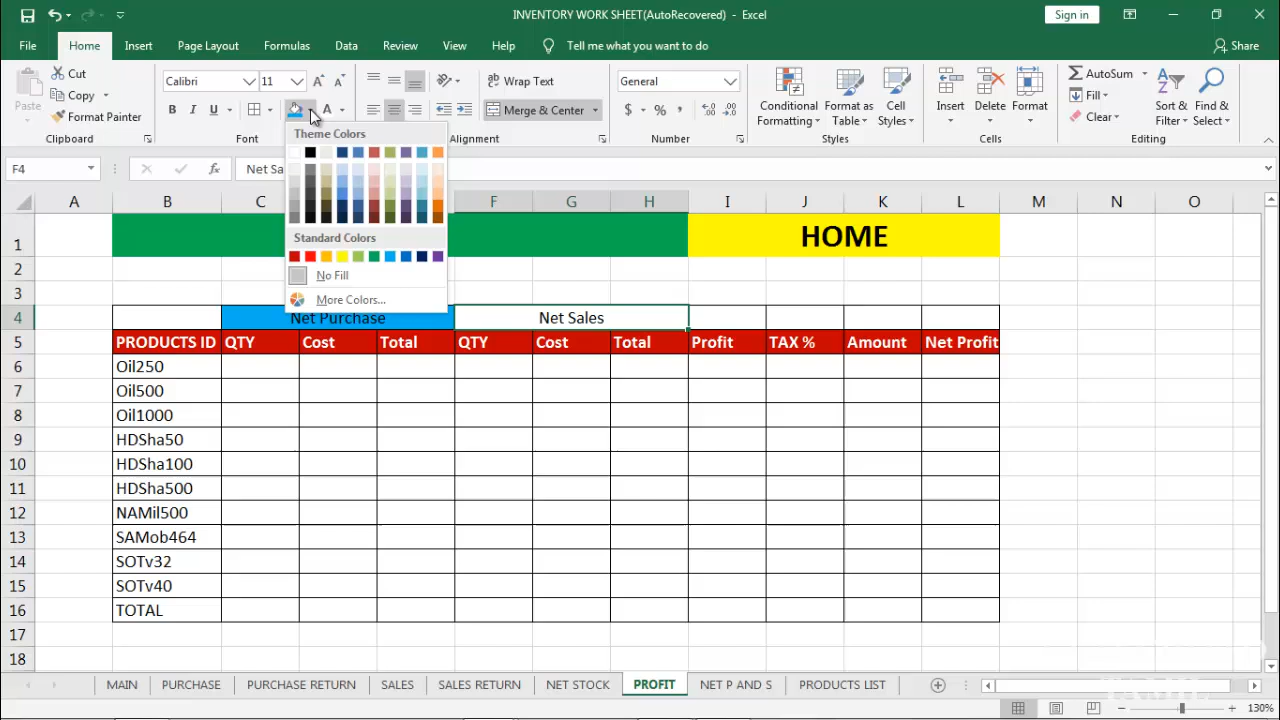 INVENTORY WORK SHEET(AutoRecovered) - Excel
Sign in
File Home Insert Page Layout Formulas Data Review View Help Tell me what you want to do Share
Paste
Cut
Copy
Format Painter
Clipboard
Calibri 11
B I U
Font
Wrap Text
Merge & Center
Alignment
General
$ % ,
Number
Conditional Formatting
Format as Table
Cell Styles
Styles
Insert
Delete
Format
Cells
AutoSum
Fill
Clear
Sort & Filter
Find & Select
Editing
Theme Colors
Standard Colors
No Fill
More Colors...
F4 fx Net Sa
A B C F G H I J K L M N O
1 HOME
2
3
4 Net Purchase Net Sales
5 PRODUCTS ID QTY Cost Total QTY Cost Total Profit TAX % Amount Net Profit
6 Oil250
7 Oil500
8 Oil1000
9 HDSha50
10 HDSha100
11 HDSha500
12 NAMil500
13 SAMob464
14 SOTv32
15 SOTv40
16 TOTAL
17
18
MAIN PURCHASE PURCHASE RETURN SALES SALES RETURN NET STOCK PROFIT NET P AND S PRODUCTS LIST
130%